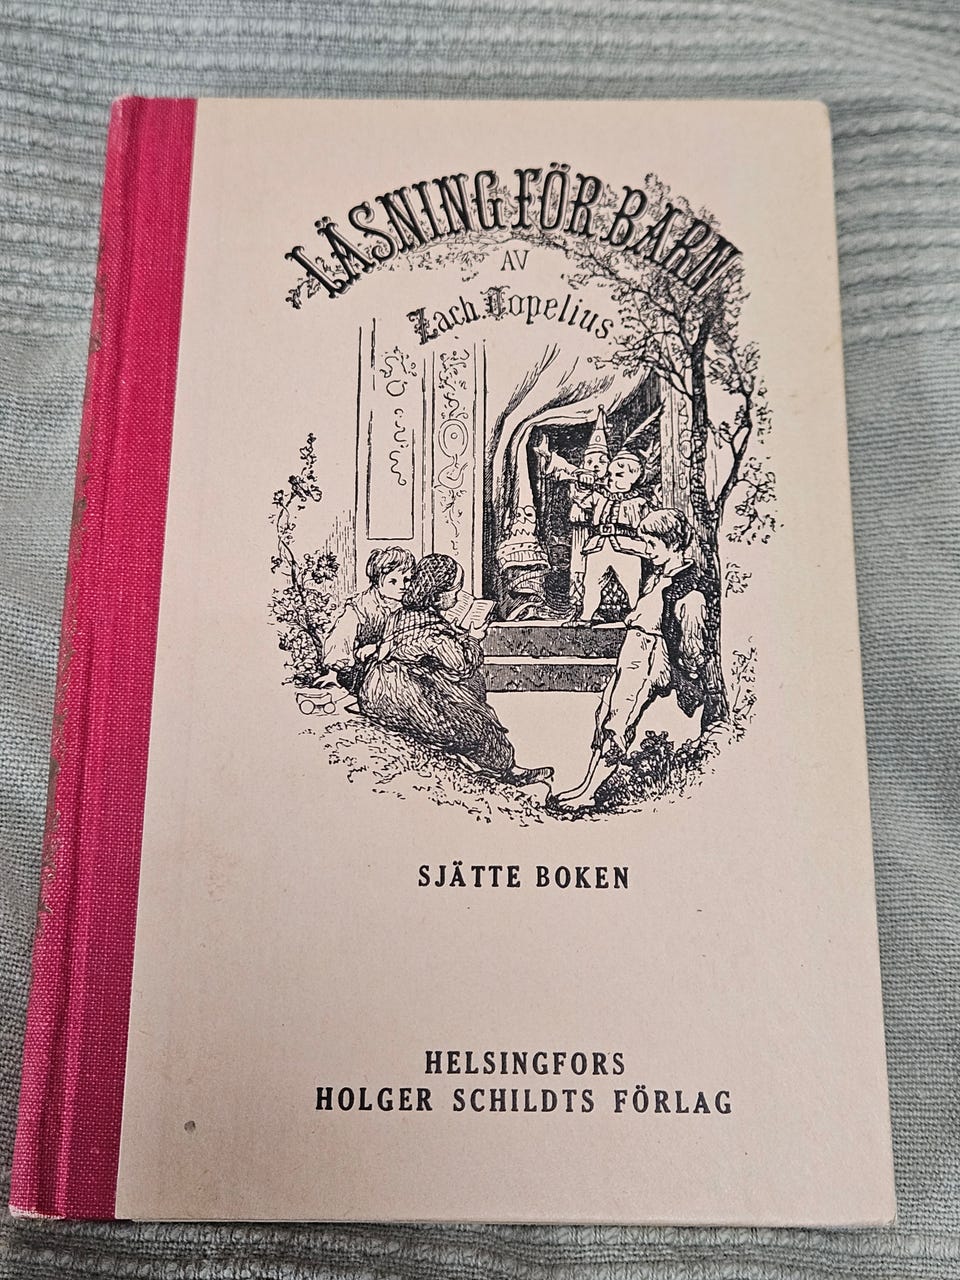 LÄSNING FÖR BARN
AV
Zach. Topelius
SJÄTTE BOKEN
HELSINGFORS
HOLGER SCHILDTS FÖRLAG